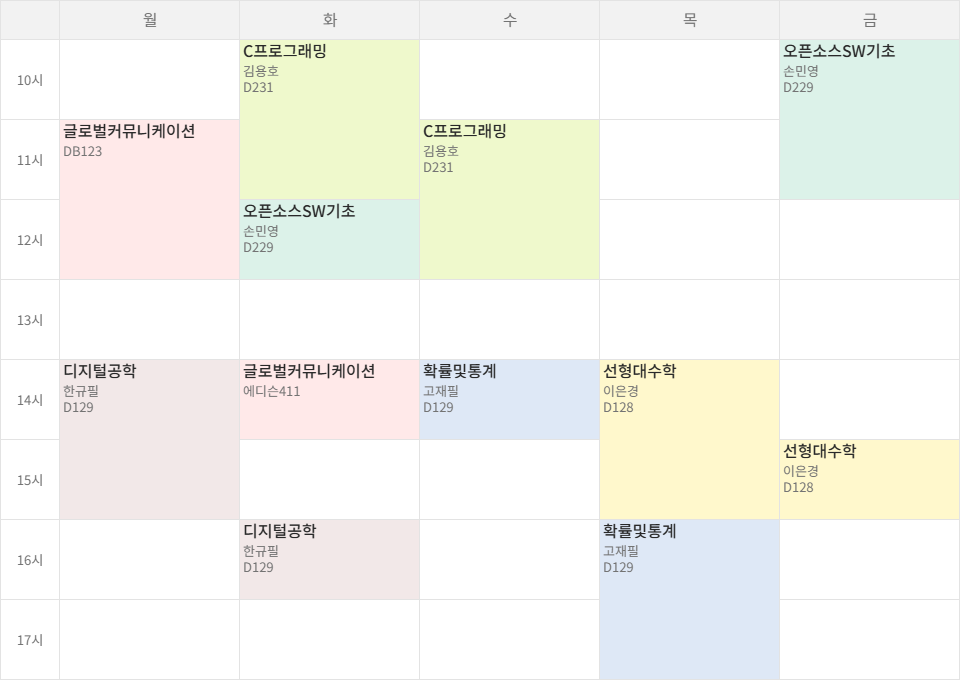 월
화
수
목
금
10시
C프로그래밍
김용호
D231
오픈소스SW기초
손민영
D229
11시
글로벌커뮤니케이션
DB123
C프로그래밍
김용호
D231
12시
오픈소스SW기초
손민영
D229
13시
14시
디지털공학
한규필
D129
글로벌커뮤니케이션
에디슨411
확률및통계
고재필
D129
선형대수학
이은경
D128
15시
선형대수학
이은경
D128
16시
디지털공학
한규필
D129
확률및통계
고재필
D129
17시